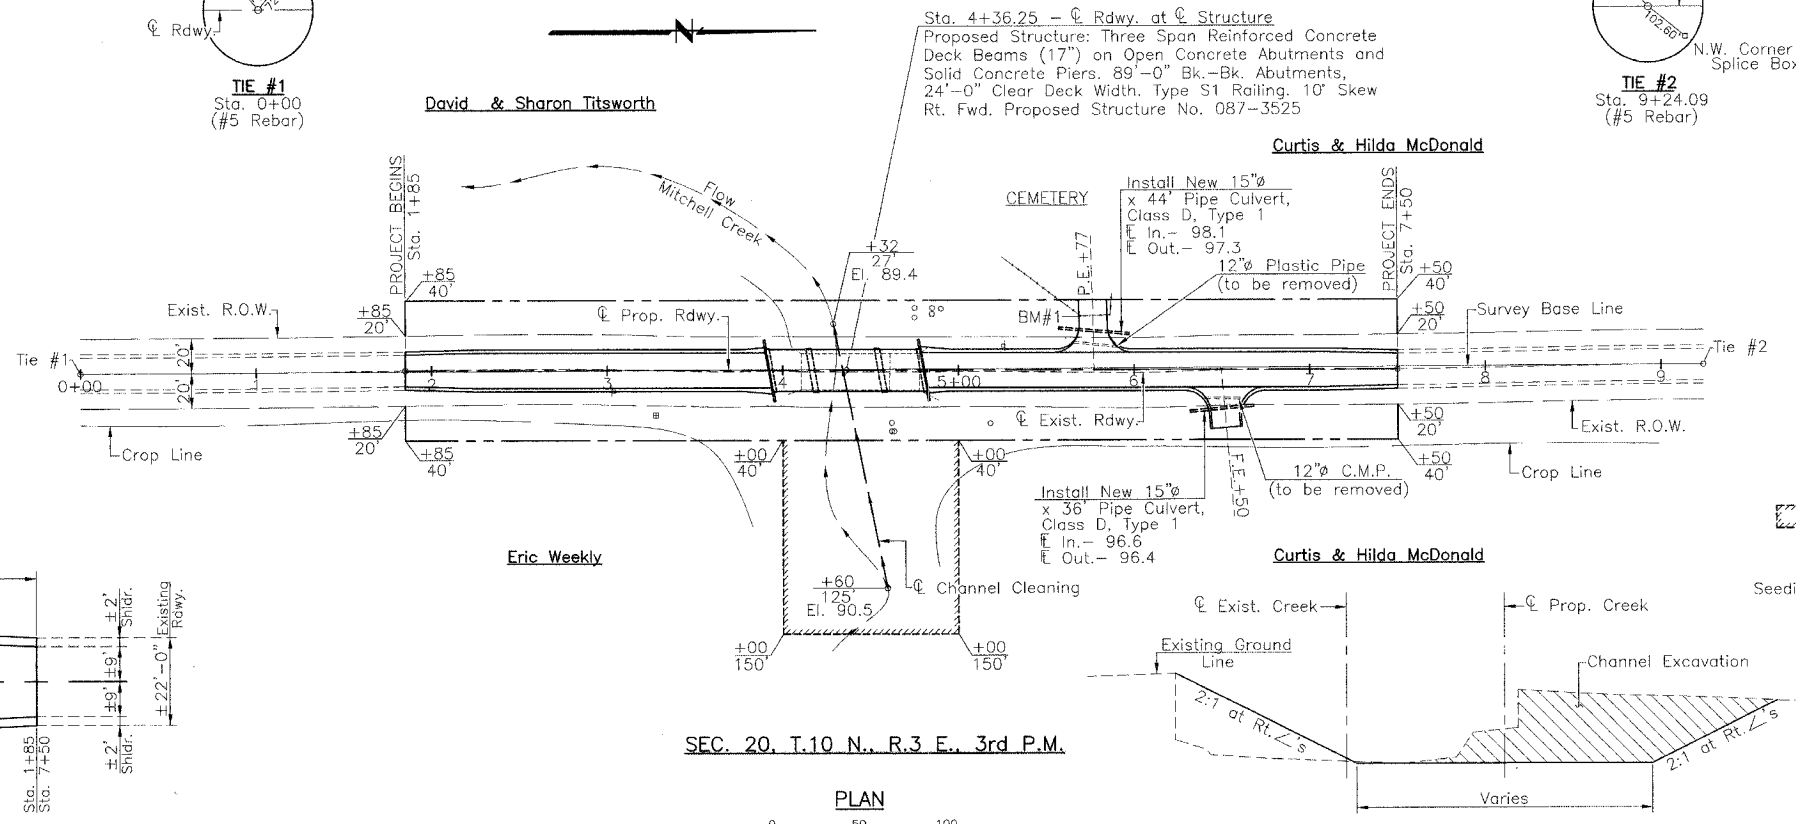 ℄ Rdwy.
TIE #1
Sta. 0+00
(#5 Rebar)
N
David & Sharon Titsworth
Sta. 4+36.25 - ℄ Rdwy. at ℄ Structure
Proposed Structure: Three Span Reinforced Concrete
Deck Beams (17") on Open Concrete Abutments and
Solid Concrete Piers. 89'-0" Bk.-Bk. Abutments,
24'-0" Clear Deck Width. Type S1 Railing. 10° Skew
Rt. Fwd. Proposed Structure No. 087-3525
102.60'
N.W. Corner
Splice Box
TIE #2
Sta. 9+24.09
(#5 Rebar)
Curtis & Hilda McDonald
PROJECT BEGINS
Sta. 1+85
Flow
Mitchell Creek
CEMETERY
Install New 15"ø
x 44' Pipe Culvert,
Class D, Type 1
℄ In.- 98.1
℄ Out.- 97.3
PROJECT ENDS
Sta. 7+50
+32
27'
El. 89.4
P.E. +77
12"ø Plastic Pipe
(to be removed)
+85
40'
+50
40'
Exist. R.O.W.
+85
20'
℄ Prop. Rdwy.
8"
BM#1
+50
20'
Survey Base Line
Tie #1
20'
20'
0+00
1
2
3
4
5+00
6
7
8
9
Tie #2
℄ Exist. Rdwy.
+85
20'
+85
40'
+00
40'
+00
40'
+50
20'
+50
40'
Exist. R.O.W.
Crop Line
Crop Line
12"ø C.M.P.
(to be removed)
F.E. +50
Install New 15"ø
x 36' Pipe Culvert,
Class D, Type 1
℄ In.- 96.6
℄ Out.- 96.4
Eric Weekly
Curtis & Hilda McDonald
+60
125'
El. 90.5
℄ Channel Cleaning
+00
150'
+00
150'
±2'
Shldr.
±9'
±9'
±2'
Shldr.
Existing
Rdwy.
±22'-0"
Sta. 1+85
Sta. 7+50
℄ Exist. Creek
℄ Prop. Creek
Seedi
Existing Ground
Line
Channel Excavation
2:1 at Rt.∠'s
2:1 at Rt.∠'s
Varies
SEC. 20, T.10 N., R.3 E., 3rd P.M.
PLAN
0 50 100